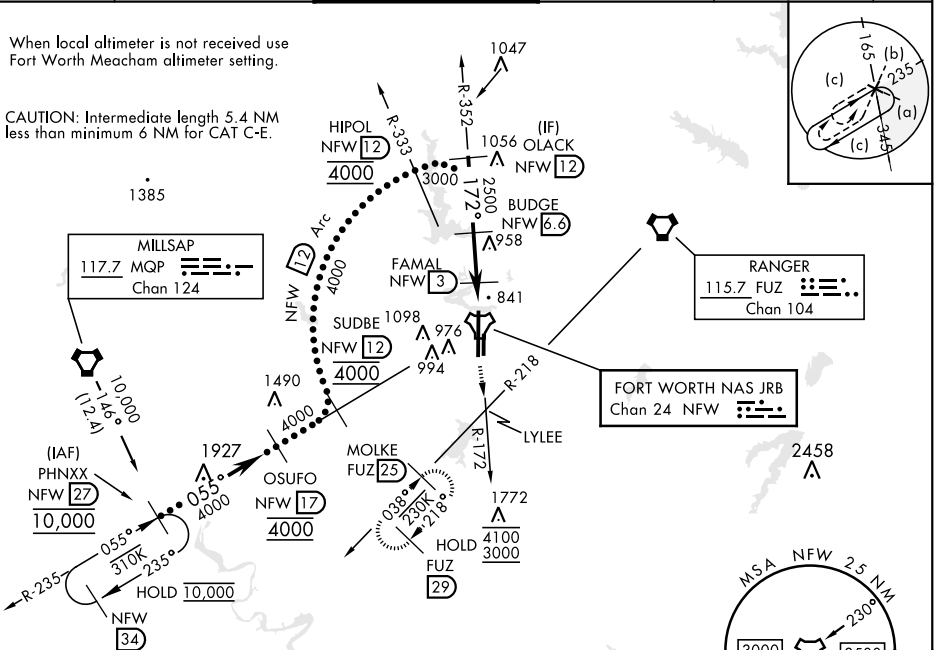 When local altimeter is not received use
Fort Worth Meacham altimeter setting.
CAUTION: Intermediate length 5.4 NM
less than minimum 6 NM for CAT C-E.
1385
MILLSAP
117.7 MQP
Chan 124
10,000
146°
(12.4)
(IAF)
PHNXX
NFW 27
10,000
R-235
055°
310K
235°
HOLD 10,000
NFW
34
1927
055°
4000
1490
4000
OSUFO
NFW 17
4000
SUDBE
NFW 12
4000
NFW 12 Arc
4000
HIPOL
NFW 12
4000
R-333
3000
R-352
1047
1056
(IF)
OLACK
NFW 12
2500
172°
BUDGE
NFW 6.6
958
FAMAL
NFW 3
841
1098
976
994
RANGER
115.7 FUZ
Chan 104
FORT WORTH NAS JRB
Chan 24 NFW
R-218
LYLEE
R-172
MOLKE
FUZ 25
038°
230K
218°
1772
HOLD 4100
3000
FUZ
29
2458
165
(b)
235
(c)
(a)
(c)
345
MSA NFW 25 NM
230°
3000